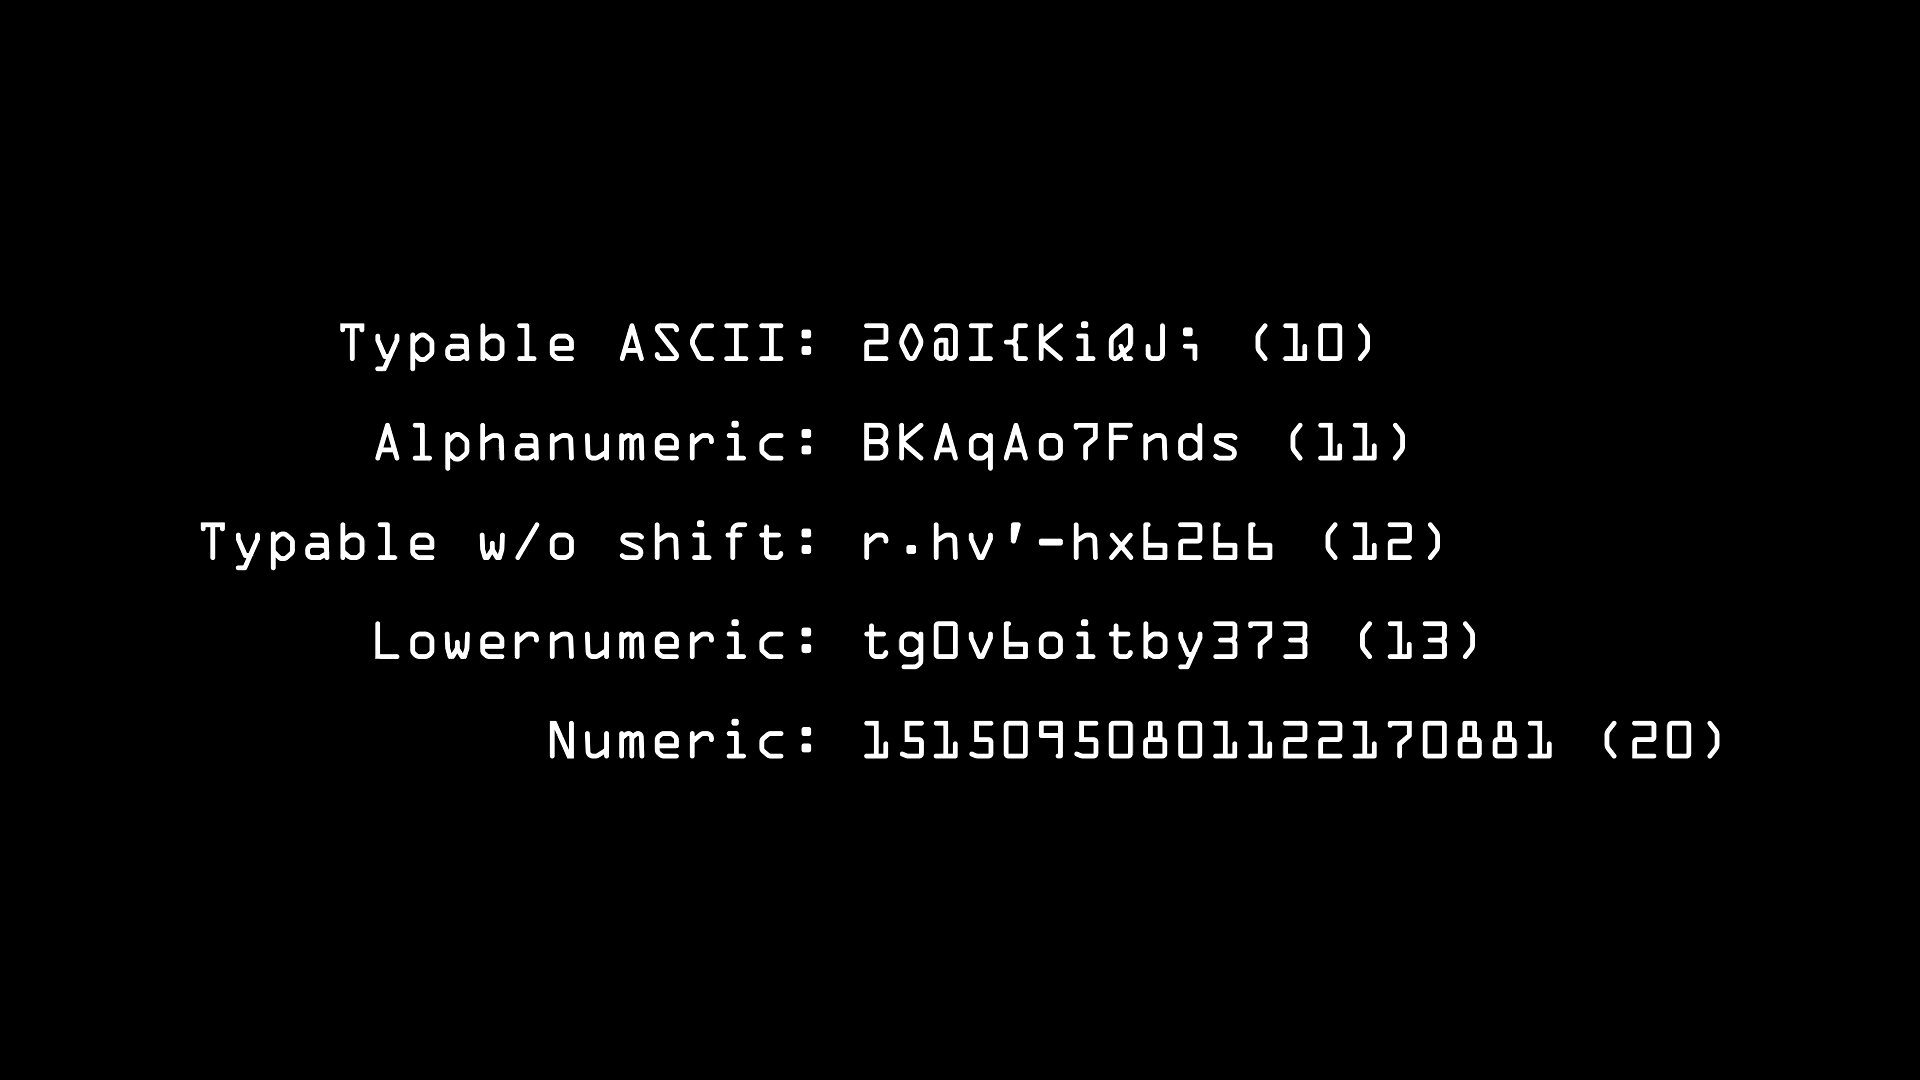 Typable ASCII: 2O@I{KiQJ; (10)
Alphanumeric: BKAqAo7Fnds (11)
Typable w/o shift: r.hv'-hx6266 (12)
Lowernumeric: tg0v6oitby373 (13)
Numeric: 15150950801122170881 (20)